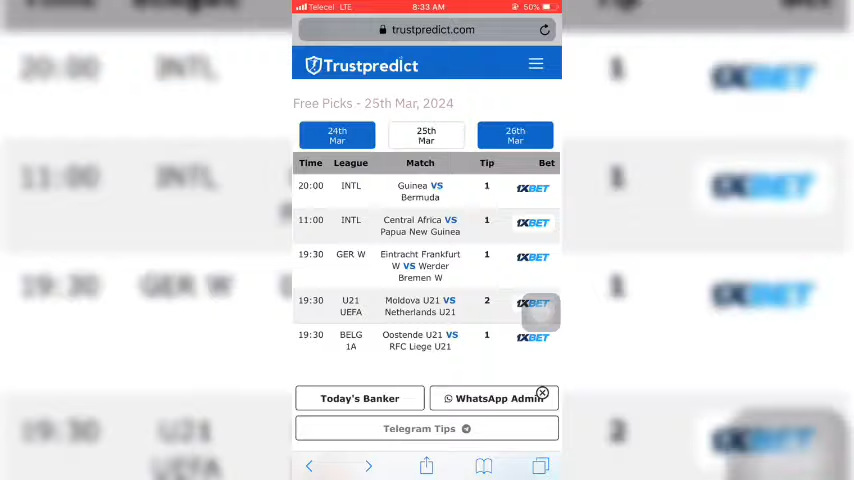 Telecel LTE 8:33 AM 50%
trustpredict.com
Trustpredict
Free Picks - 25th Mar, 2024
24th Mar
25th Mar
26th Mar
Time League Match Tip Bet
20:00 INTL Guinea VS Bermuda 1 1XBET
11:00 INTL Central Africa VS Papua New Guinea 1 1XBET
19:30 GER W Eintracht Frankfurt W VS Werder Bremen W 1 1XBET
19:30 U21 UEFA Moldova U21 VS Netherlands U21 2 1XBET
19:30 BELG 1A Oostende U21 VS RFC Liege U21 1 1XBET
Today's Banker
WhatsApp Admin
Telegram Tips